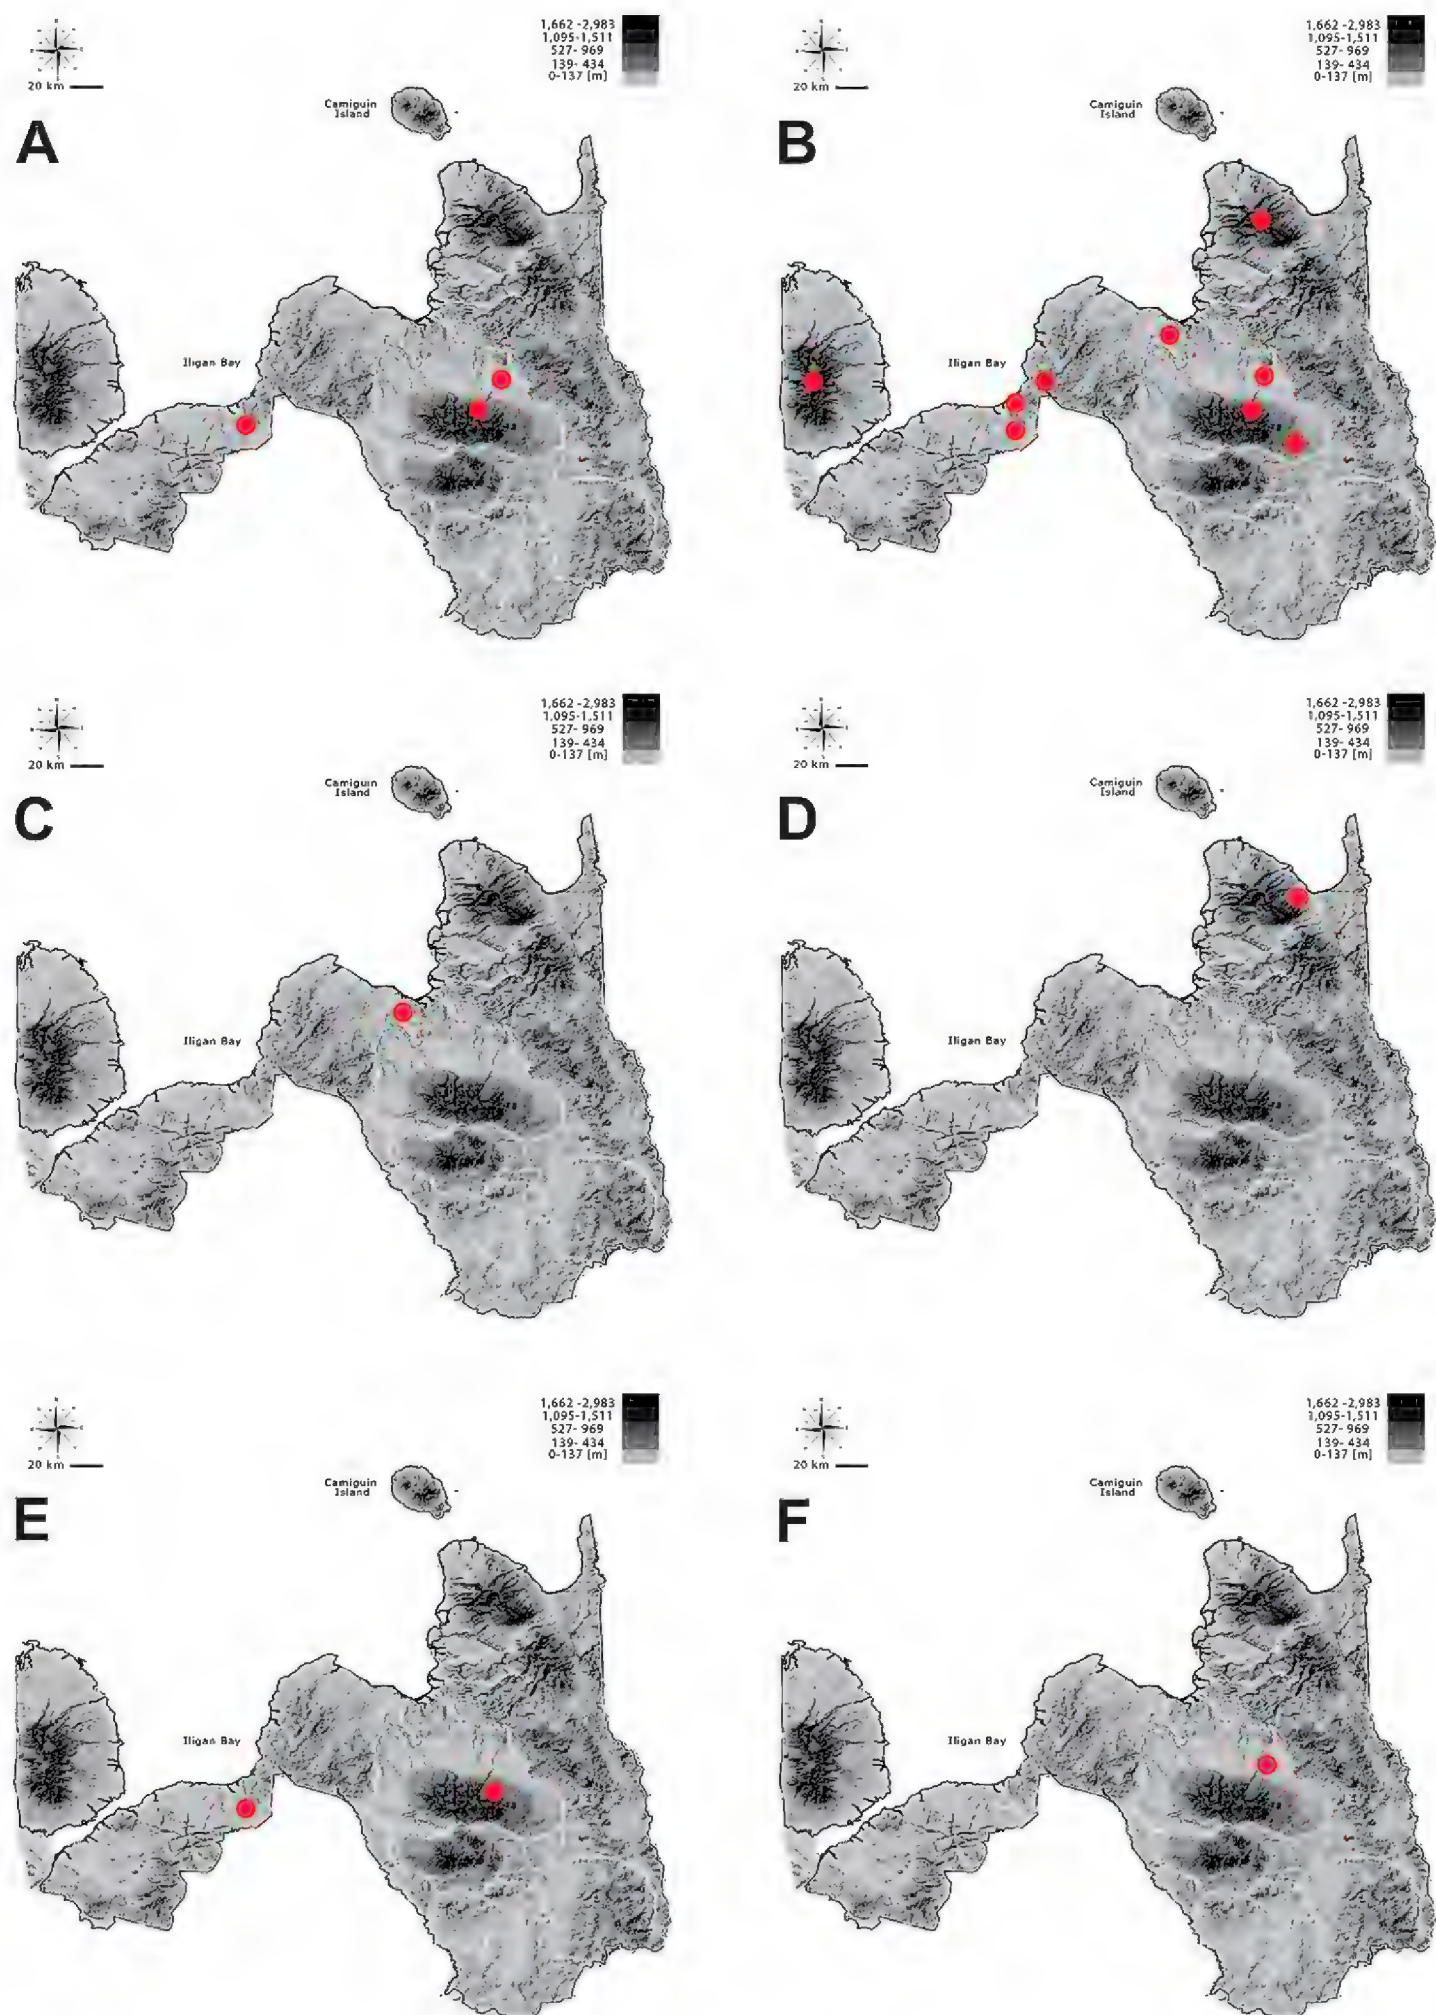 1,662 -2,983
1,095-1,511
527- 969
139- 434
0-137 [m]
20 km
Camiguin
Island
A
Iligan Bay
1,662 -2,983
1,095-1,511
527- 969
139- 434
0-137 [m]
20 km
Camiguin
Island
B
Iligan Bay
1,662 -2,983
1,095-1,511
527- 969
139- 434
0-137 [m]
20 km
Camiguin
Island
C
Iligan Bay
1,662 -2,983
1,095-1,511
527- 969
139- 434
0-137 [m]
20 km
Camiguin
Island
D
Iligan Bay
1,662 -2,983
1,095-1,511
527- 969
139- 434
0-137 [m]
20 km
Camiguin
Island
E
Iligan Bay
1,662 -2,983
1,095-1,511
527- 969
139- 434
0-137 [m]
20 km
Camiguin
Island
F
Iligan Bay